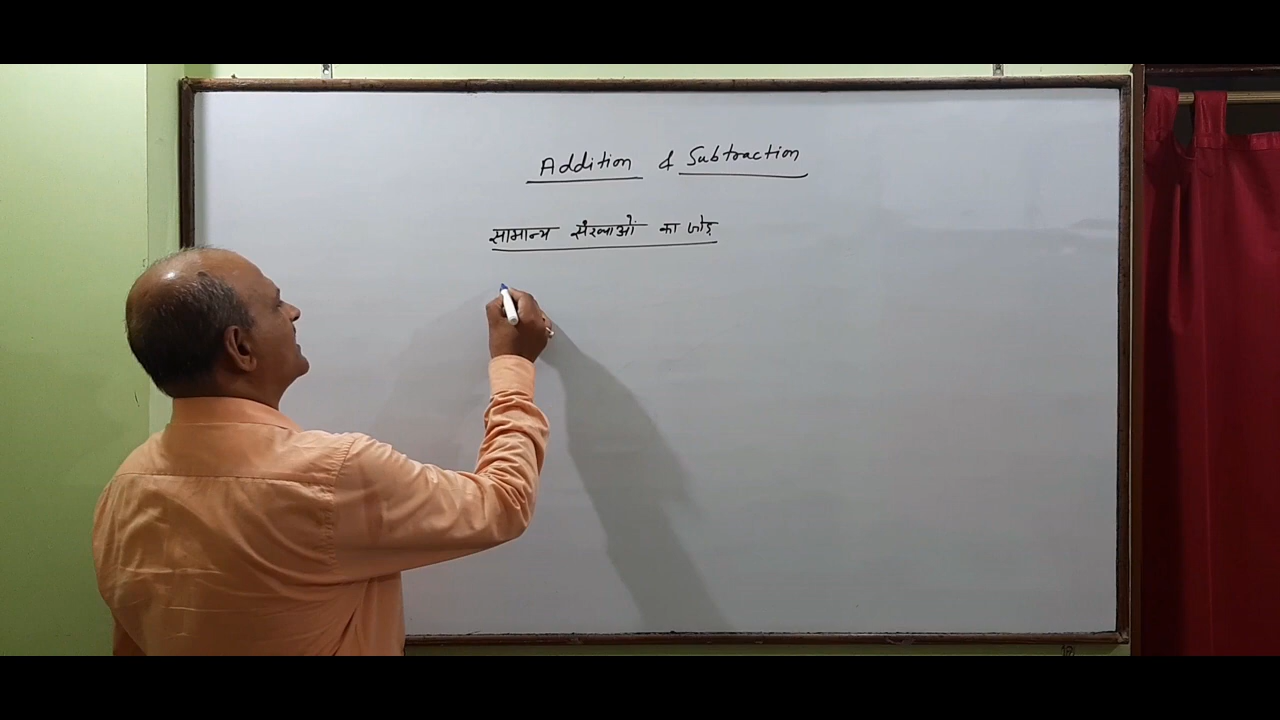 Addition & Subtraction
सामान्य संख्याओं का जोड़